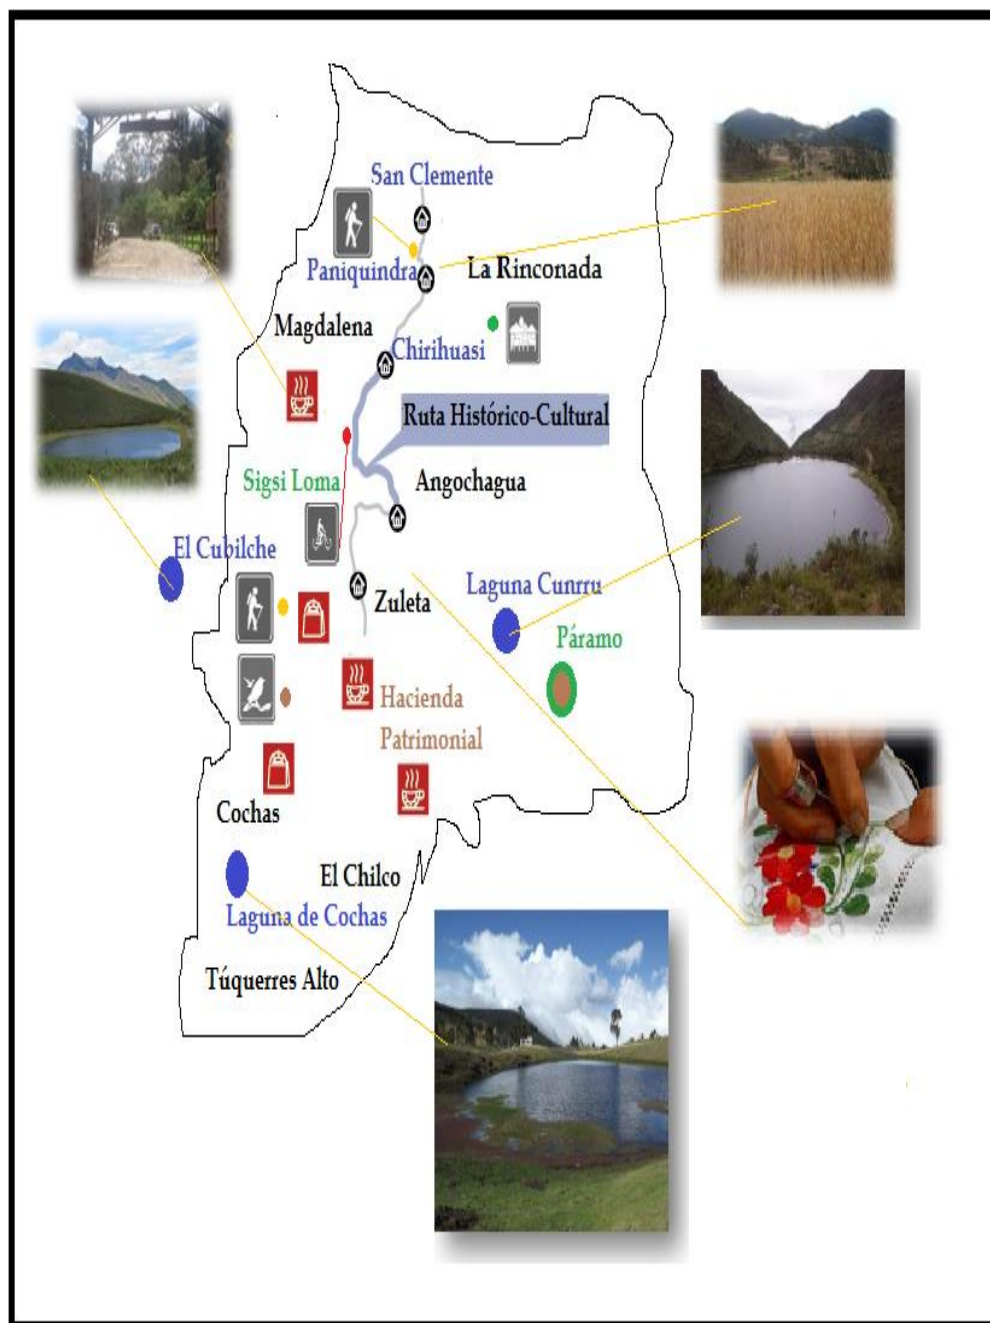 San Clemente
Paniquindra
La Rinconada
Magdalena
Chirihuasi
Ruta Histórico-Cultural
Sigsi Loma
Angochagua
El Cubilche
Laguna Cunrru
Zuleta
Páramo
Hacienda
Patrimonial
Cochas
El Chilco
Laguna de Cochas
Túquerres Alto